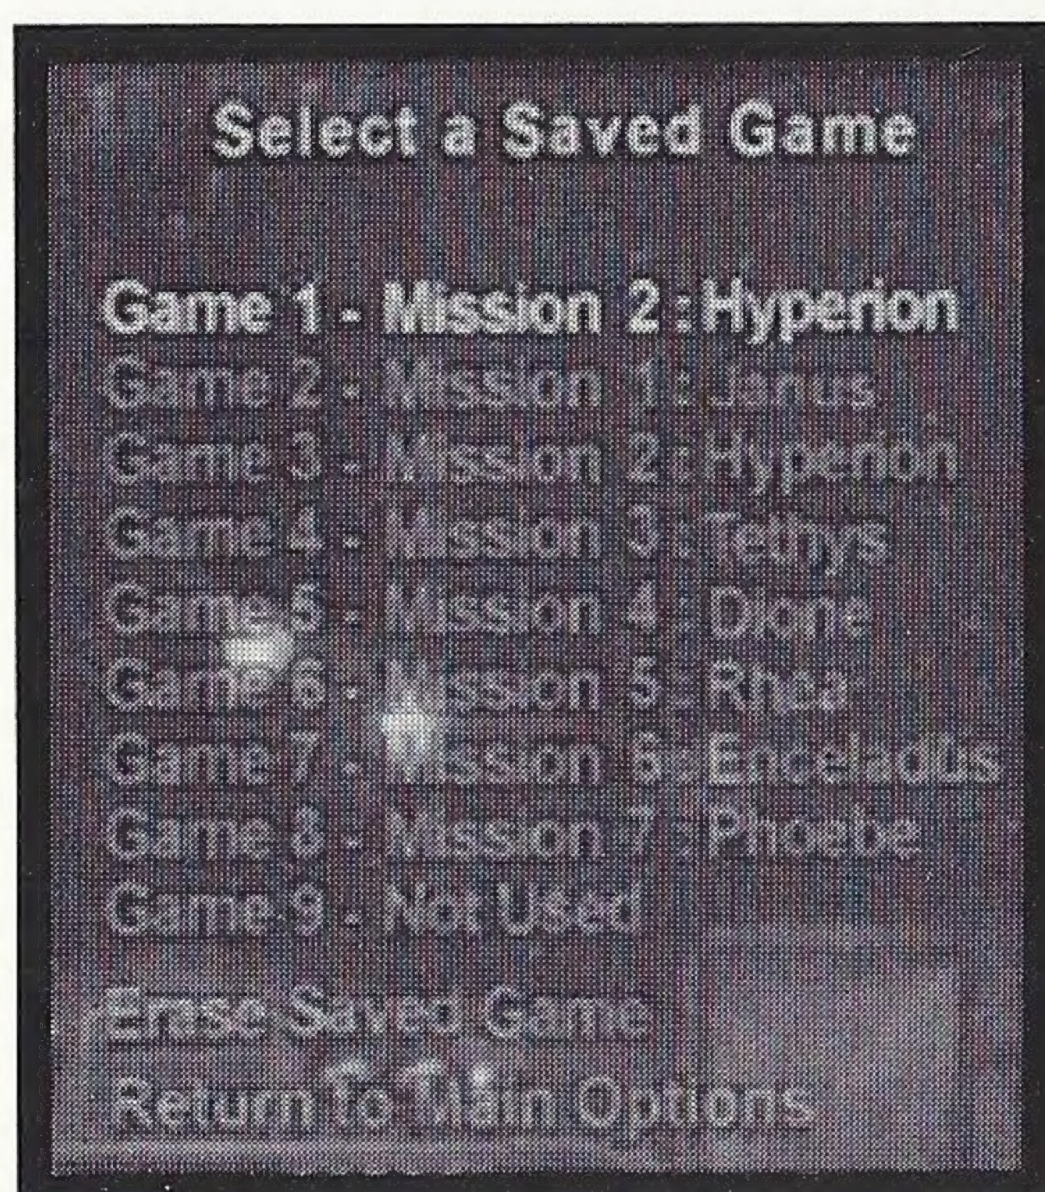 Select a Saved Game
Game 1 - Mission 2 : Hyperion
Game 2 - Mission 1 : Janus
Game 3 - Mission 2 : Hyperion
Game 4 - Mission 3 : Tethys
Game 5 - Mission 4 : Dione
Game 6 - Mission 5 : Rhea
Game 7 - Mission 6 : Enceladus
Game 8 - Mission 7 : Phoebe
Game 9 - Not Used
Erase Saved Game
Return To Main Options